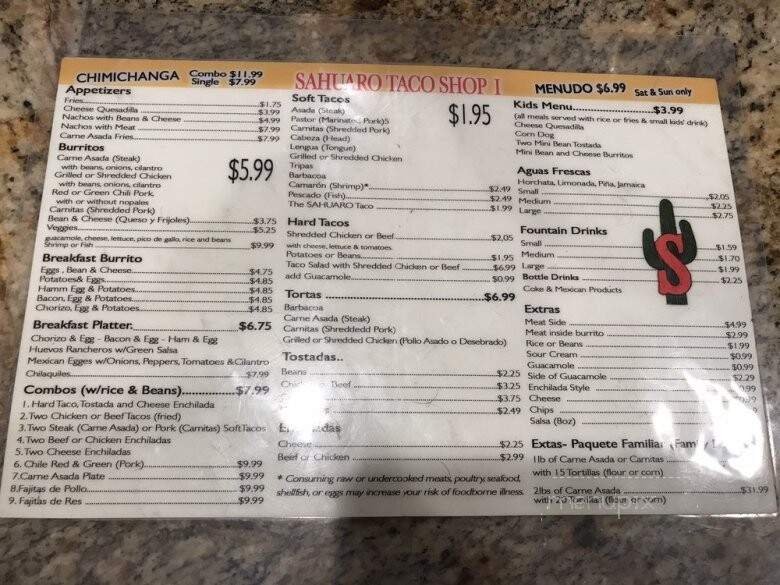 CHIMICHANGA Combo $11.99
Single $7.99
SAHUARO TACO SHOP I
MENUDO $6.99 Sat & Sun only
Appetizers
Fries $1.75
Cheese Quesadilla $3.99
Nachos with Beans & Cheese $4.99
Nachos with Meat $7.99
Carne Asada Fries $7.99
Burritos
$5.99
Carne Asada (Steak)
with beans, onions, cilantro
Grilled or Shredded Chicken
with beans, onions, cilantro
Red or Green Chili Pork
with or without nopales
Carnitas (Shredded Pork)
Bean & Cheese (Queso y Frijoles) $3.75
Veggies $5.25
guacamole, cheese, lettuce, pico de gallo, rice and beans
Shrimp or Fish $9.99
Breakfast Burrito
Eggs, Bean & Cheese $4.75
Potatoes& Eggs $4.85
Hamm Egg & Potatoes $4.85
Bacon, Egg & Potatoes $4.85
Chorizo, Egg & Potatoes $4.85
Breakfast Platter: $6.75
Chorizo & Egg - Bacon & Egg - Ham & Egg
Huevos Rancheros w/Green Salsa
Mexican Egges w/Onions, Peppers, Tomatoes &Cilantro
Chilaquiles $7.99
Combos (w/rice & Beans) $7.99
1. Hard Taco, Tostada and Cheese Enchilada
2. Two Chicken or Beef Tacos (fried)
3. Two Steak (Carne Asada) or Pork (Carnitas) Soft Tacos
4. Two Beef or Chicken Enchiladas
5. Two Cheese Enchiladas
6. Chile Red & Green (Pork) $9.99
7. Carne Asada Plate $9.99
8. Fajitas de Pollo $9.99
9. Fajitas de Res $9.99
Soft Tacos
$1.95
Asada (Steak)
Pastor (Marinated Pork)5
Carnitas (Shredded Pork)
Cabeza (Head)
Lengua (Tongue)
Grilled or Shredded Chicken
Tripas
Barbacoa
Camarón (Shrimp)* $2.49
Pescado (Fish) $2.49
The SAHUARO Taco $1.99
Hard Tacos
Shredded Chicken or Beef $2.05
with cheese, lettuce & tomatoes.
Potatoes or Beans $1.95
Taco Salad with Shredded Chicken or Beef $6.99
add Guacamole $0.99
Tortas $6.99
Barbacoa
Carne Asada (Steak)
Carnitas (Shreddedd Pork)
Grilled or Shredded Chicken (Pollo Asado o Desebrado)
Tostadas..
Beans $2.25
Beef $3.25
$3.75
$2.49
Cheese $2.25
Beef or Chicken $2.99
* Consuming raw or undercooked meats, poultry, seafood,
shellfish, or eggs may increase your risk of foodborne illness.
Kids Menu $3.99
(all meals served with rice or fries & small kids' drink)
Cheese Quesadilla
Corn Dog
Two Mini Bean Tostada
Mini Bean and Cheese Burritos
Aguas Frescas
Horchata, Limonada, Piña, Jamaica
Small $2.05
Medium $2.25
Large $2.75
Fountain Drinks
Small $1.59
Medium $1.70
Large $1.99
Bottle Drinks $2.25
Coke & Mexican Products
S
Extras
Meat Side $4.99
Meat inside burrito $2.99
Rice or Beans $1.99
Sour Cream $0.99
Guacamole $0.99
Side of Guacamole $2.29
Enchilada Style $0.99
Cheese
Chips
Salsa (8oz)
Extas- Paquete Familiar
1lb of Carne Asada or Carnitas
with 15 Tortillas (flour or corn)
2lbs of Carne Asada $31.99
with 20 Tortillas (flour or corn)